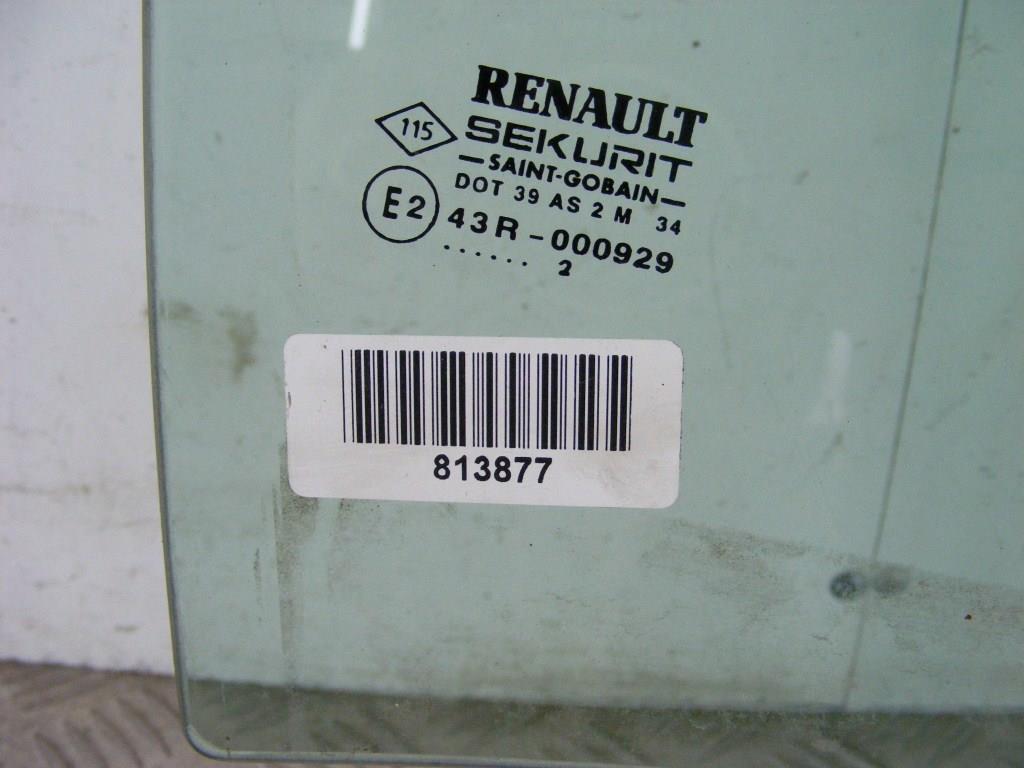 RENAULT
115
SEKURIT
—SAINT-GOBAIN—
DOT 39 AS 2 M 34
E2
43R - 000929
...... 2
813877